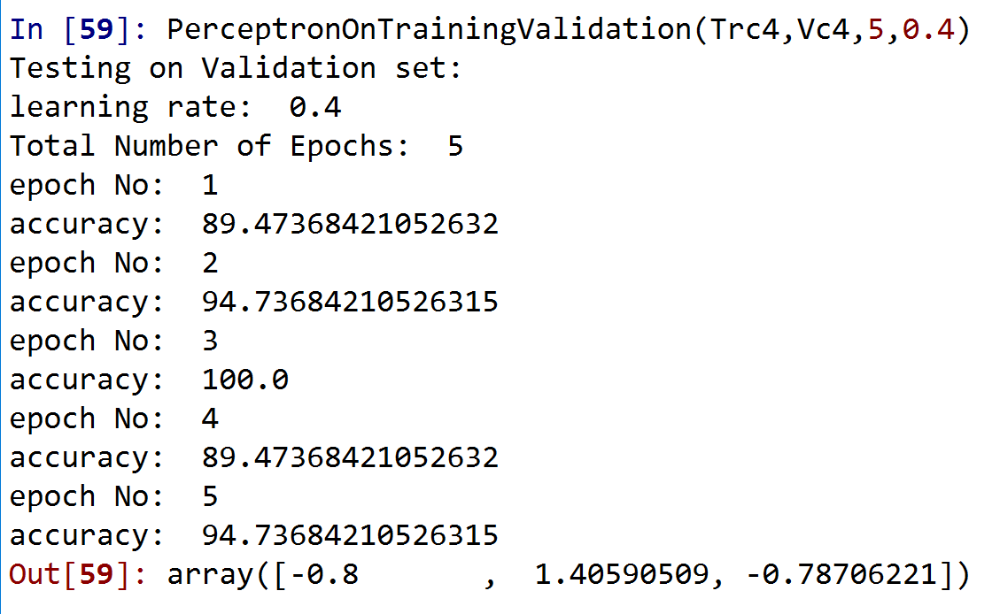 In [59]: PerceptronOnTrainingValidation(Trc4,Vc4,5,0.4)
Testing on Validation set:
learning rate:  0.4
Total Number of Epochs:  5
epoch No:  1
accuracy:  89.47368421052632
epoch No:  2
accuracy:  94.73684210526315
epoch No:  3
accuracy:  100.0
epoch No:  4
accuracy:  89.47368421052632
epoch No:  5
accuracy:  94.73684210526315
Out[59]: array([-0.8       ,  1.40590509, -0.78706221])